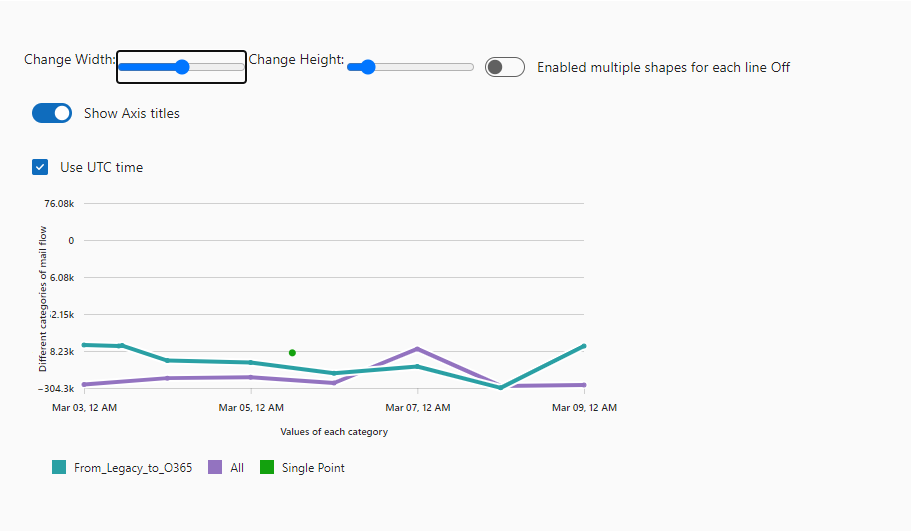 Change Width:
Change Height:
Enabled multiple shapes for each line Off
Show Axis titles
Use UTC time
76.08k
0
6.08k
2.15k
8.23k
−304.3k
Different categories of mail flow
Mar 03, 12 AM
Mar 05, 12 AM
Mar 07, 12 AM
Mar 09, 12 AM
Values of each category
From_Legacy_to_O365
All
Single Point